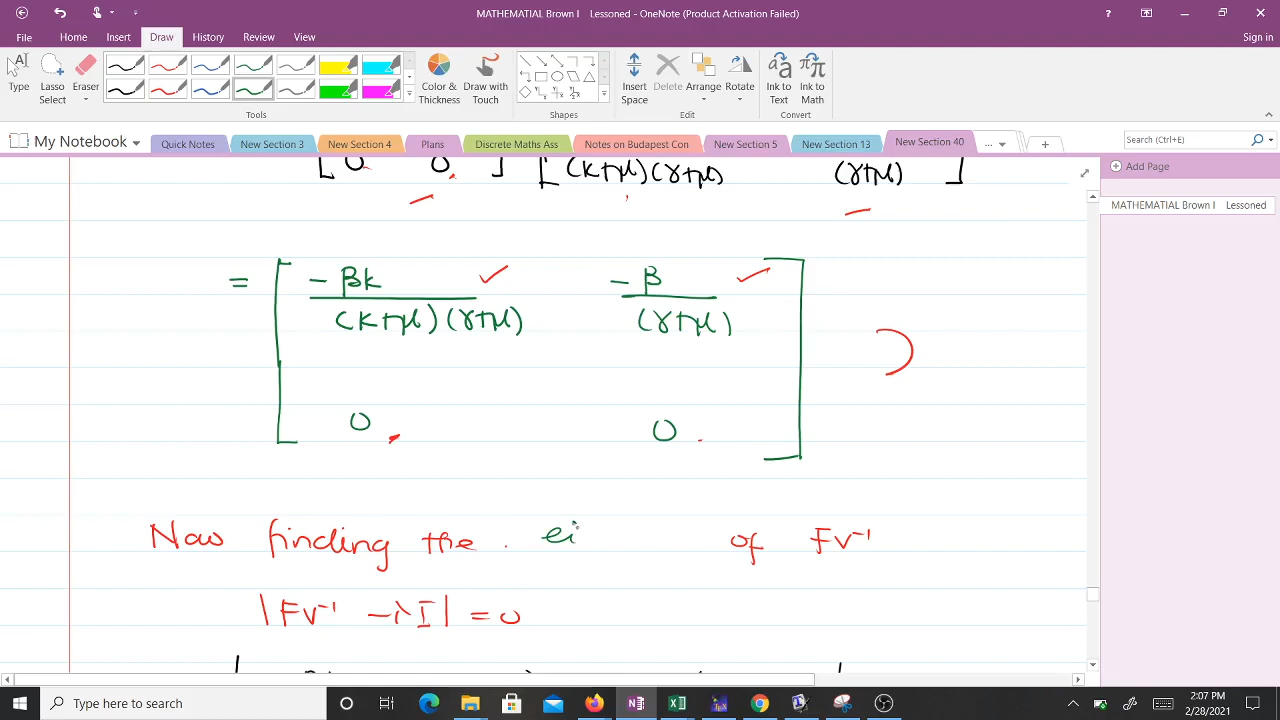 MATHEMATIAL Brown I Lessoned - OneNote (Product Activation Failed)
File Home Insert Draw History Review View Sign in
Type Lasso Select Eraser Color & Thickness Draw with Touch Insert Space Delete Arrange Rotate Ink to Text Ink to Math
Tools Shapes Edit Convert
My Notebook Quick Notes New Section 3 New Section 4 Plans Discrete Maths Ass Notes on Budapest Con New Section 5 New Section 13 New Section 40 ... Search (Ctrl+E)
Add Page
MATHEMATIAL Brown I Lessoned
[0 0.] [(k+μ)(γ+μ) (γ+μ)]
= [ -βk -β
(k+μ)(γ+μ) (γ+μ)
0 0 ]
Now finding the . ei of Fv⁻¹
|Fv⁻¹ -λI| = 0
Type here to search 2:07 PM
2/28/2021